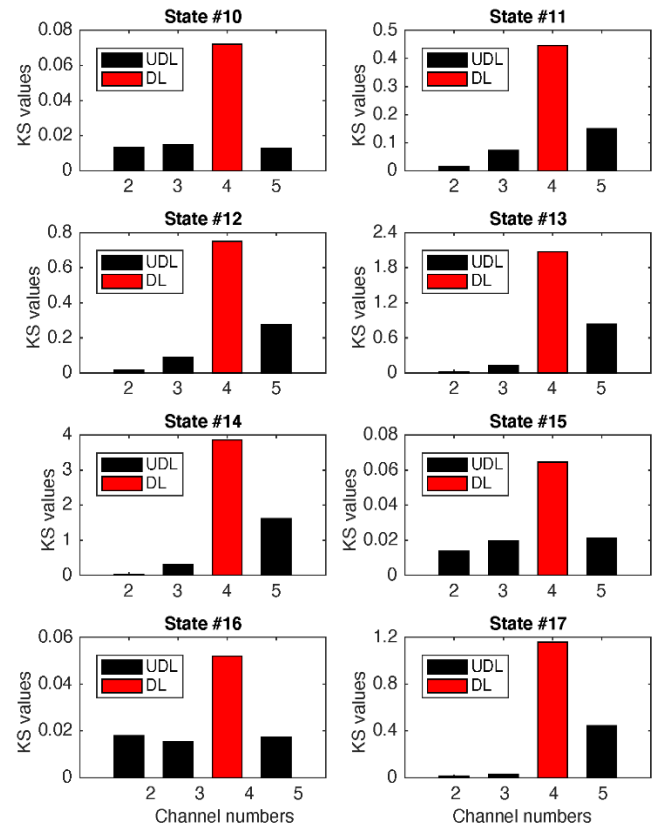 State #10
KS values
0.08
0.06
0.04
0.02
0
UDL
DL
2 3 4 5
State #11
KS values
0.5
0.4
0.3
0.2
0.1
0
UDL
DL
2 3 4 5
State #12
KS values
0.8
0.6
0.4
0.2
0
UDL
DL
2 3 4 5
State #13
KS values
2.4
1.8
1.2
0.6
0
UDL
DL
2 3 4 5
State #14
KS values
4
3
2
1
0
UDL
DL
2 3 4 5
State #15
KS values
0.08
0.06
0.04
0.02
0
UDL
DL
2 3 4 5
State #16
KS values
0.06
0.04
0.02
0
UDL
DL
2 3 4 5
Channel numbers
State #17
KS values
1.2
0.8
0.4
0
UDL
DL
2 3 4 5
Channel numbers